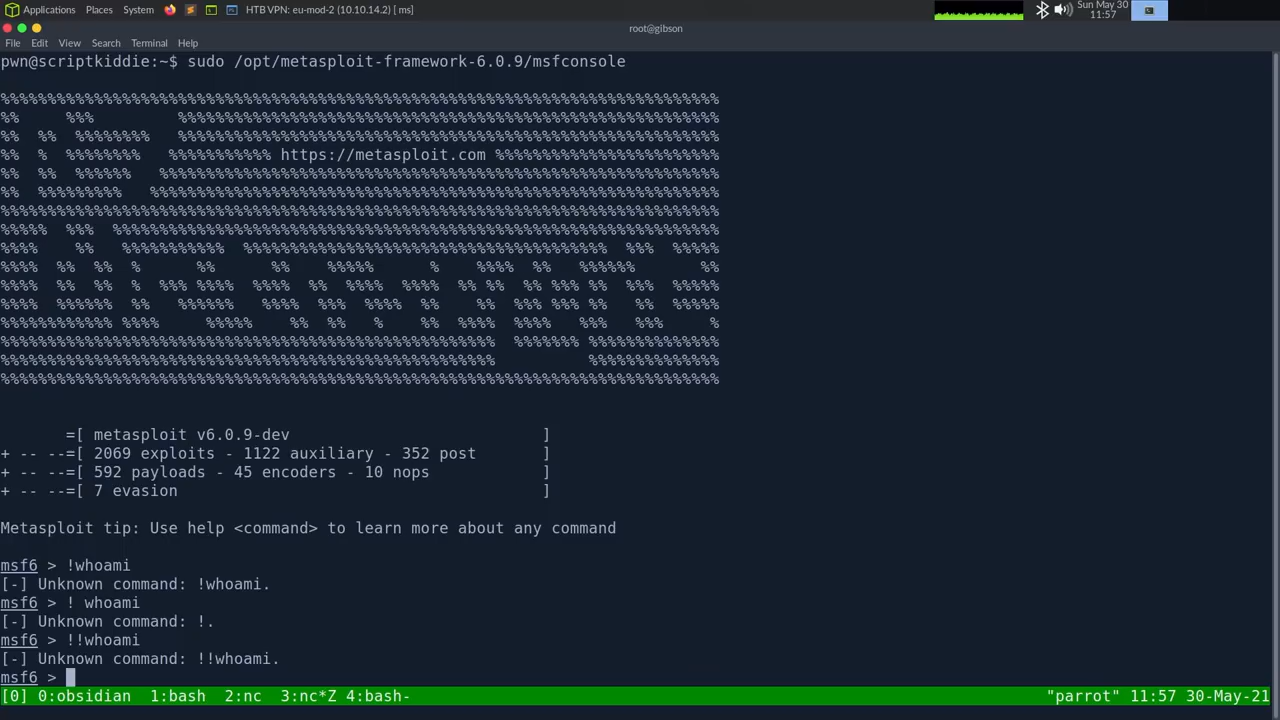 Applications Places System HTB VPN: eu-mod-2 (10.10.14.2) [ms] Sun May 30
11:57
root@gibson
File Edit View Search Terminal Help
pwn@scriptkiddie:~$ sudo /opt/metasploit-framework-6.0.9/msfconsole
%%%%%%%%%%%%%%%%%%%%%%%%%%%%%%%%%%%%%%%%%%%%%%%%%%%%%%%%%%%%%%%%%%%%%%%%%%%%%%%
%%     %%%         %%%%%%%%%%%%%%%%%%%%%%%%%%%%%%%%%%%%%%%%%%%%%%%%%%%%%%%%%%
%%  %%  %%%%%%%%   %%%%%%%%%%%%%%%%%%%%%%%%%%%%%%%%%%%%%%%%%%%%%%%%%%%%%%%%%%
%%  %  %%%%%%%%   %%%%%%%%%%% https://metasploit.com %%%%%%%%%%%%%%%%%%%%%%%%
%%  %%  %%%%%%   %%%%%%%%%%%%%%%%%%%%%%%%%%%%%%%%%%%%%%%%%%%%%%%%%%%%%%%%%%%%
%%  %%%%%%%%%   %%%%%%%%%%%%%%%%%%%%%%%%%%%%%%%%%%%%%%%%%%%%%%%%%%%%%%%%%%%%%
%%%%%%%%%%%%%%%%%%%%%%%%%%%%%%%%%%%%%%%%%%%%%%%%%%%%%%%%%%%%%%%%%%%%%%%%%%%%%%%
%%%%%  %%%  %%%%%%%%%%%%%%%%%%%%%%%%%%%%%%%%%%%%%%%%%%%%%%%%%%%%%%%%%%%%%%%%%
%%%%    %%   %%%%%%%%%%%  %%%%%%%%%%%%%%%%%%%%%%%%%%%%%%%%%%%%%%%  %%%  %%%%%
%%%%  %%  %%  %      %%      %%    %%%%%      %    %%%%  %%   %%%%%%       %%
%%%%  %%  %%  %  %%% %%%%  %%%%  %%  %%%%  %%%%  %% %%  %% %%% %%  %%%  %%%%%
%%%%  %%%%%%  %%   %%%%%%   %%%%  %%%  %%%%  %%    %%  %%% %%% %%   %%  %%%%%
%%%%%%%%%%%% %%%%     %%%%%    %%  %%   %    %%  %%%%  %%%%   %%%   %%%     %
%%%%%%%%%%%%%%%%%%%%%%%%%%%%%%%%%%%%%%%%%%%%%%%%%%%%%  %%%%%%% %%%%%%%%%%%%%%
%%%%%%%%%%%%%%%%%%%%%%%%%%%%%%%%%%%%%%%%%%%%%%%%%%%%%          %%%%%%%%%%%%%%
%%%%%%%%%%%%%%%%%%%%%%%%%%%%%%%%%%%%%%%%%%%%%%%%%%%%%%%%%%%%%%%%%%%%%%%%%%%%%%%
=[ metasploit v6.0.9-dev ]
+ -- --=[ 2069 exploits - 1122 auxiliary - 352 post ]
+ -- --=[ 592 payloads - 45 encoders - 10 nops ]
+ -- --=[ 7 evasion ]
Metasploit tip: Use help <command> to learn more about any command
msf6 > !whoami
[-] Unknown command: !whoami.
msf6 > ! whoami
[-] Unknown command: !.
msf6 > !!whoami
[-] Unknown command: !!whoami.
msf6 >
[0] 0:obsidian 1:bash 2:nc 3:nc*Z 4:bash- "parrot" 11:57 30-May-21